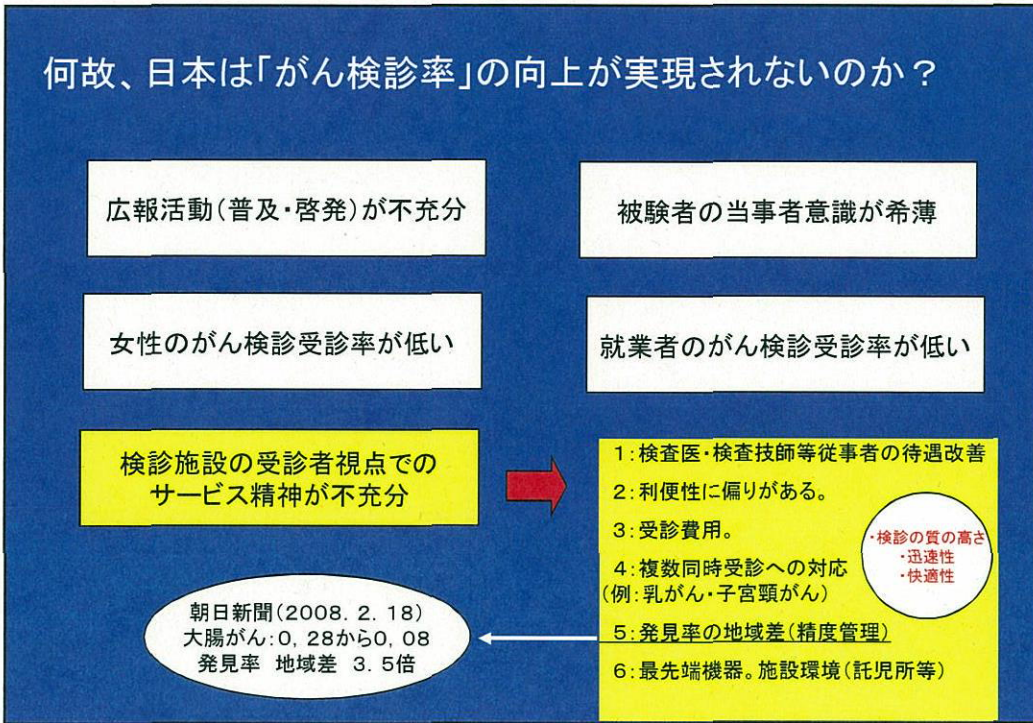 何故、日本は「がん検診率」の向上が実現されないのか？
広報活動(普及・啓発)が不充分
被験者の当事者意識が希薄
女性のがん検診受診率が低い
就業者のがん検診受診率が低い
検診施設の受診者視点での
サービス精神が不充分
1:検査医・検査技師等従事者の待遇改善
2:利便性に偏りがある。
3:受診費用。
4:複数同時受診への対応
(例:乳がん・子宮頸がん)
5:発見率の地域差(精度管理)
6:最先端機器。施設環境(託児所等)
・検診の質の高さ
・迅速性
・快適性
朝日新聞(2008. 2. 18)
大腸がん:0, 28から0, 08
発見率 地域差 3. 5倍